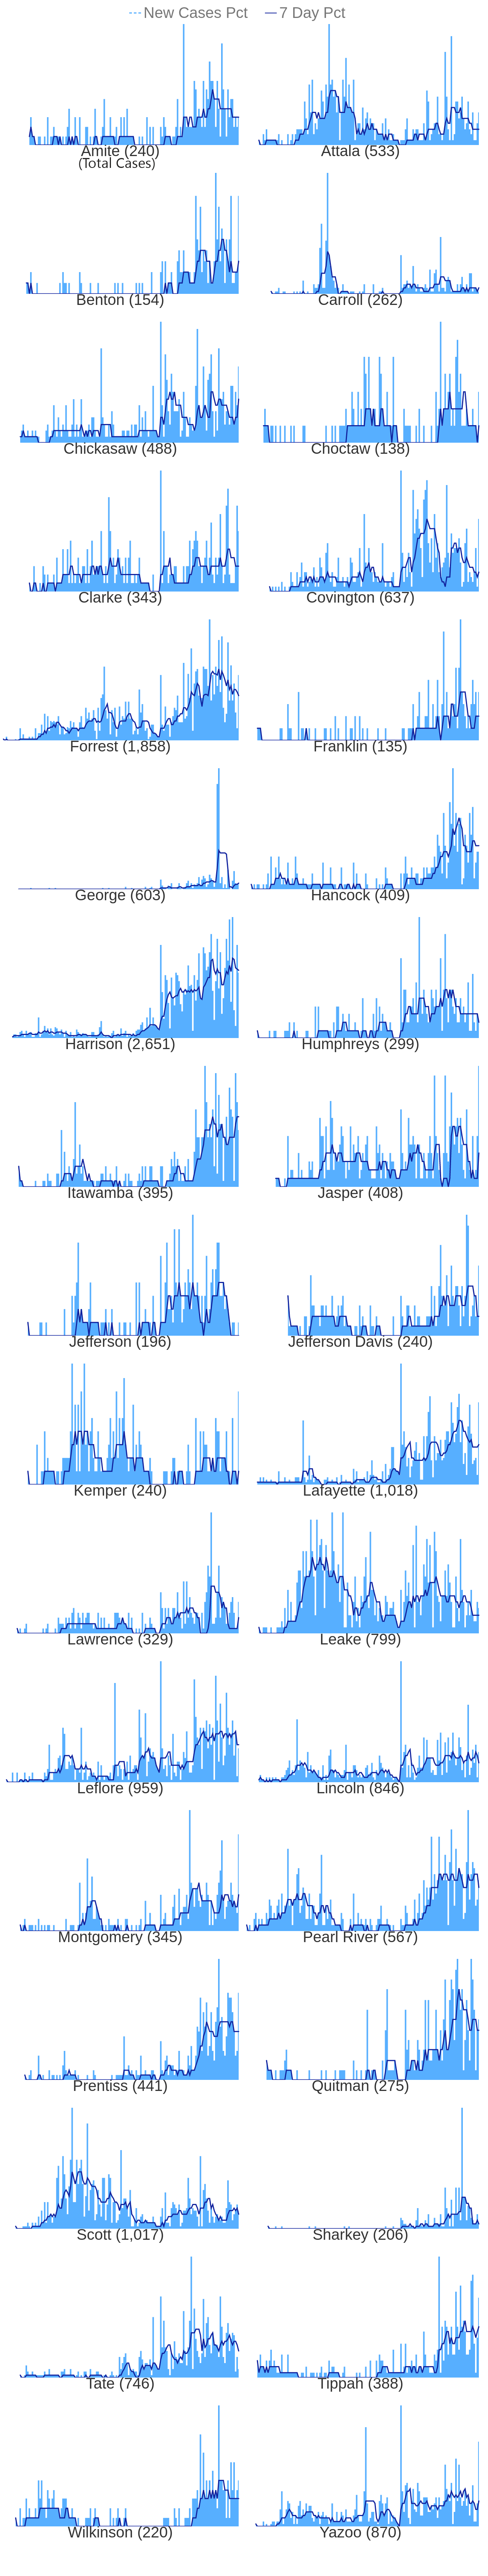 New Cases Pct 7 Day Pct
Amite (240) Attala (533)
(Total Cases)
Benton (154) Carroll (262)
Chickasaw (488) Choctaw (138)
Clarke (343) Covington (637)
Forrest (1,858) Franklin (135)
George (603) Hancock (409)
Harrison (2,651) Humphreys (299)
Itawamba (395) Jasper (408)
Jefferson (196) Jefferson Davis (240)
Kemper (240) Lafayette (1,018)
Lawrence (329) Leake (799)
Leflore (959) Lincoln (846)
Montgomery (345) Pearl River (567)
Prentiss (441) Quitman (275)
Scott (1,017) Sharkey (206)
Tate (746) Tippah (388)
Wilkinson (220) Yazoo (870)